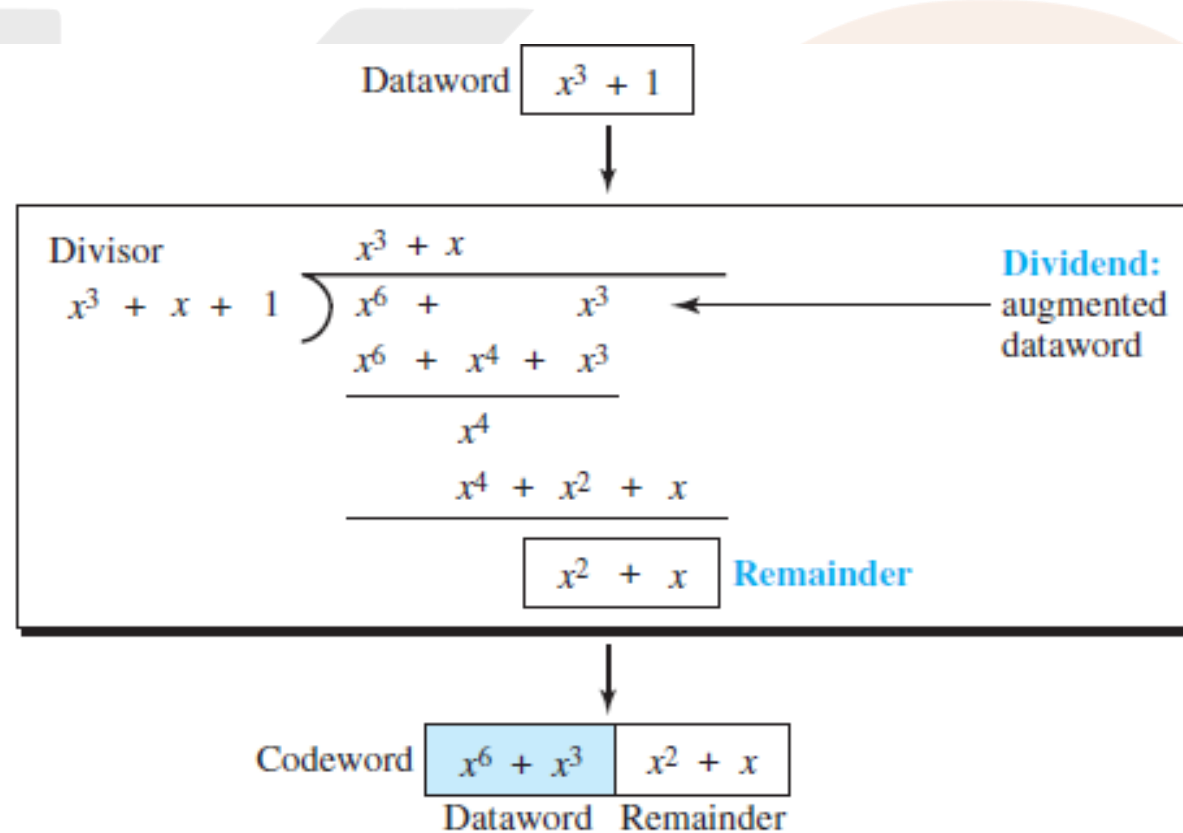 Dataword x³ + 1
Divisor x³ + x
x³ + x + 1 ) x⁶ + x³
Dividend:
augmented
dataword
x⁶ + x⁴ + x³
x⁴
x⁴ + x² + x
x² + x Remainder
Codeword x⁶ + x³ x² + x
Dataword Remainder